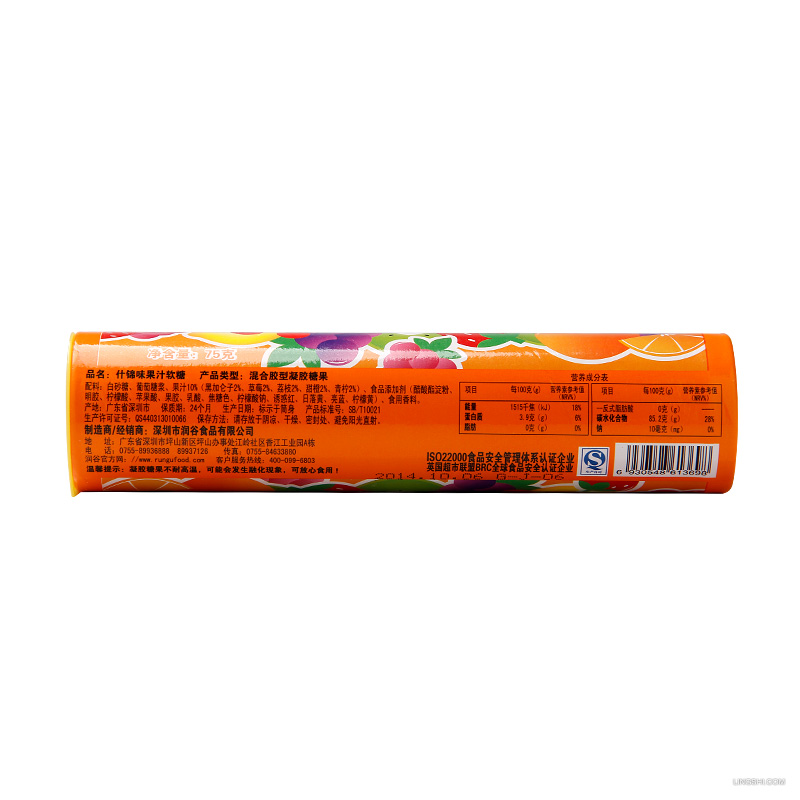 净含量：75克
品名：什锦味果汁软糖 产品类型：混合胶型凝胶糖果
配料：白砂糖、葡萄糖浆、果汁10%（黑加仑子2%、草莓2%、荔枝2%、甜橙2%、青柠2%）、食品添加剂（醋酸酯淀粉、
明胶、柠檬酸、苹果酸、果胶、乳酸、焦糖色、柠檬酸钠、诱惑红、日落黄、亮蓝、柠檬黄）、食用香料。
产地：广东省深圳市 保质期：24个月 生产日期：标示于筒身 产品标准号：SB/T10021
生产许可证号：QS440313010066 保存方法：请存放于阴凉、干燥、密封处、避免阳光直射.
制造商/经销商：深圳市润谷食品有限公司
地 址：广东省深圳市坪山新区坪山办事处江岭社区香江工业园A栋
电 话：0755-89936888 89937126 传真：0755-84633880
润谷官方网：//www.rungufood.com 客户服务热线：400-099-6803
温馨提示：凝胶糖果不耐高温，可能会发生融化现象，可放心食用！
营养成分表
项目 每100克(g) 营养素参考值(NRV%)
能量 1515千焦(kJ) 18%
蛋白质 3.9克(g) 6%
脂肪 0克(g) 0%
项目 每100克(g) 营养素参考值(NRV%)
—反式脂肪酸 0克(g) ——
碳水化合物 85.2克(g) 28%
钠 10毫克(mg) 0%
ISO22000食品安全管理体系认证企业
英国超市联盟BRC全球食品安全认证企业
2014.10.06 G-J-06
6 930648 613690
LINGSHI.COM